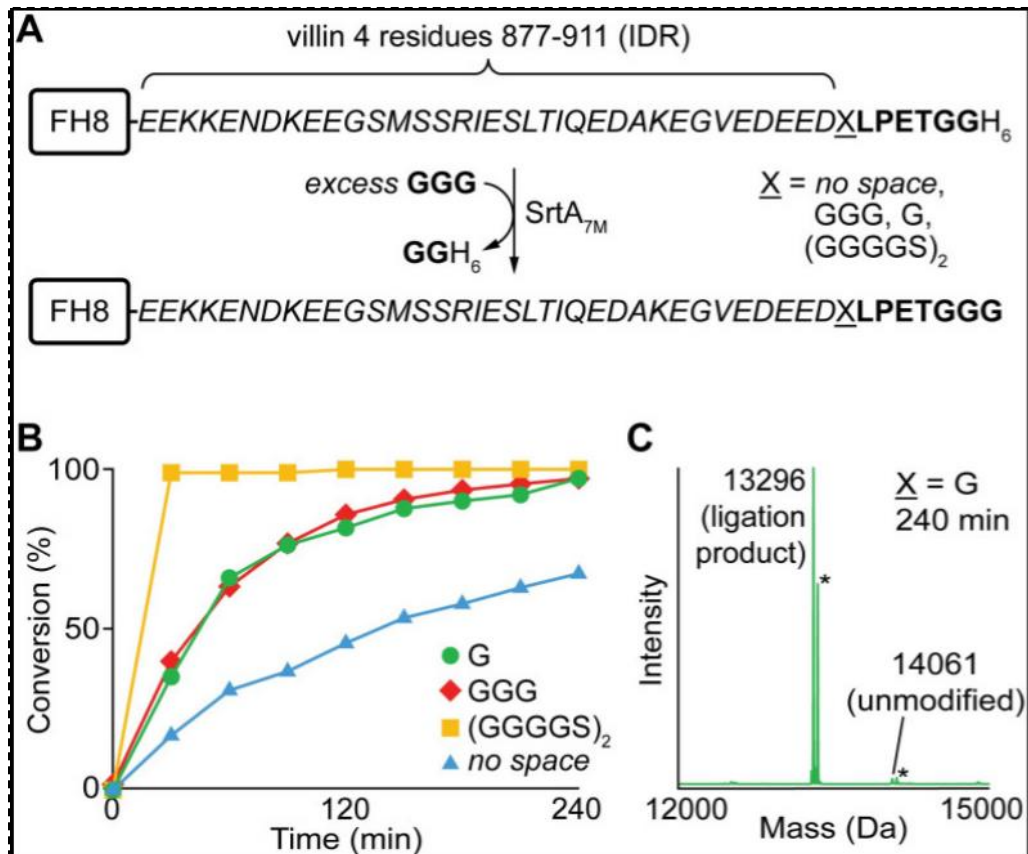 A
villin 4 residues 877-911 (IDR)
FH8 -EEKKENDKEEGSMSSRIESLTIQEDAKEGVEDEEDXLPETGGH6
excess GGG
SrtA7M
GGH6
X = no space,
GGG, G,
(GGGGS)2
FH8 -EEKKENDKEEGSMSSRIESLTIQEDAKEGVEDEEDXLPETGGG
B
Conversion (%)
100
50
0
0 120 240
Time (min)
G
GGG
(GGGGS)2
no space
C
Intensity
13296
(ligation
product)
*
X = G
240 min
14061
(unmodified)
*
12000 15000
Mass (Da)